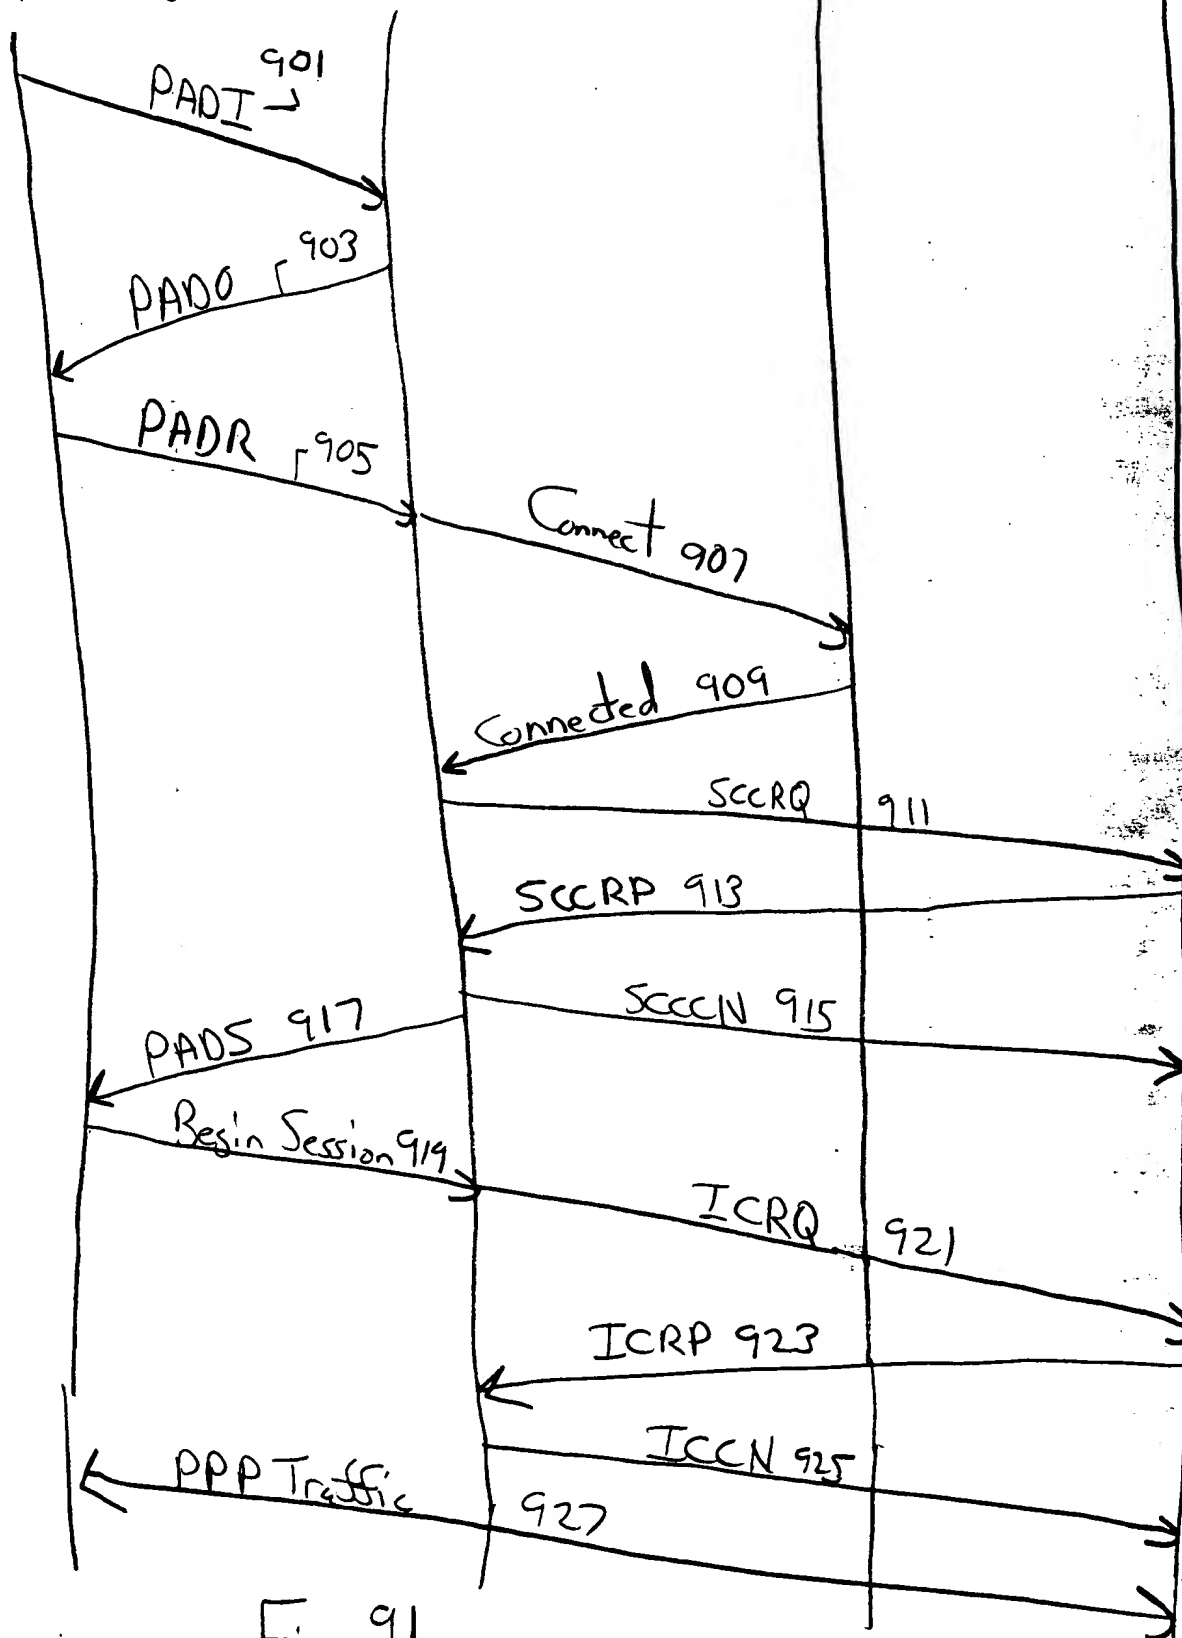 901
PADI
903
PADO
PADR 905
Connect 907
Connected 909
SCCRQ 911
SCCRP 913
SCCCN 915
PADS 917
Begin Session 919
ICRQ 921
ICRP 923
ICCN 925
PPP Traffic 927